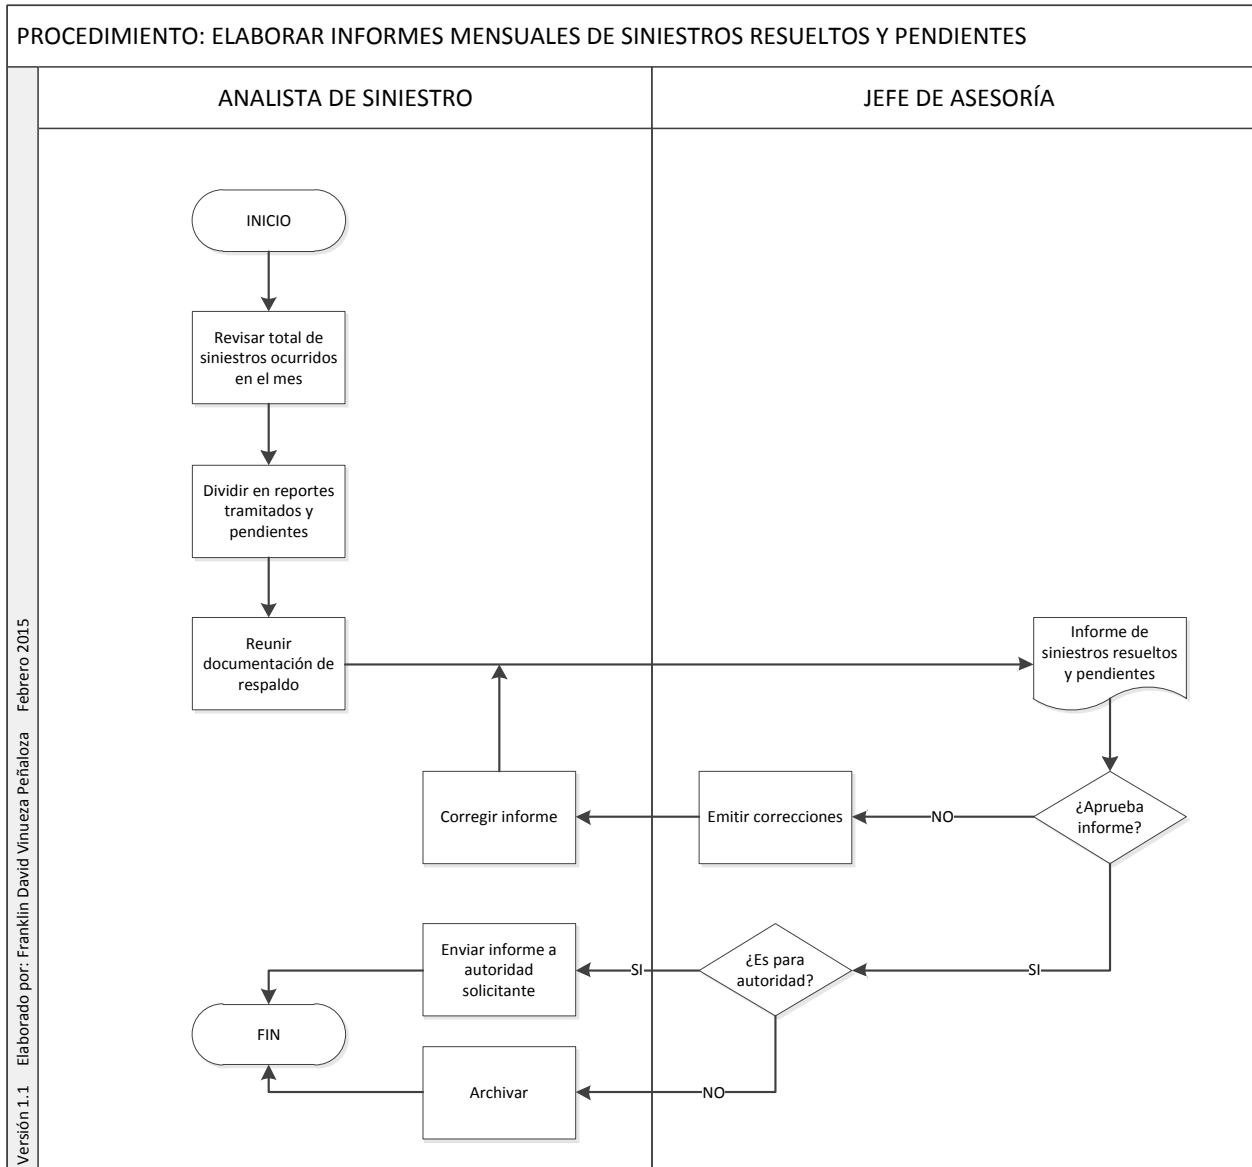 PROCEDIMIENTO: ELABORAR INFORMES MENSUALES DE SINIESTROS RESUELTOS Y PENDIENTES
ANALISTA DE SINIESTRO
JEFE DE ASESORÍA
INICIO
Revisar total de
siniestros ocurridos
en el mes
Dividir en reportes
tramitados y
pendientes
Reunir
documentación de
respaldo
Informe de
siniestros resueltos
y pendientes
¿Aprueba
informe?
NO
Emitir correcciones
Corregir informe
SI
¿Es para
autoridad?
SI
Enviar informe a
autoridad
solicitante
NO
Archivar
FIN
Versión 1.1 Elaborado por: Franklin David Vinueza Peñaloza Febrero 2015